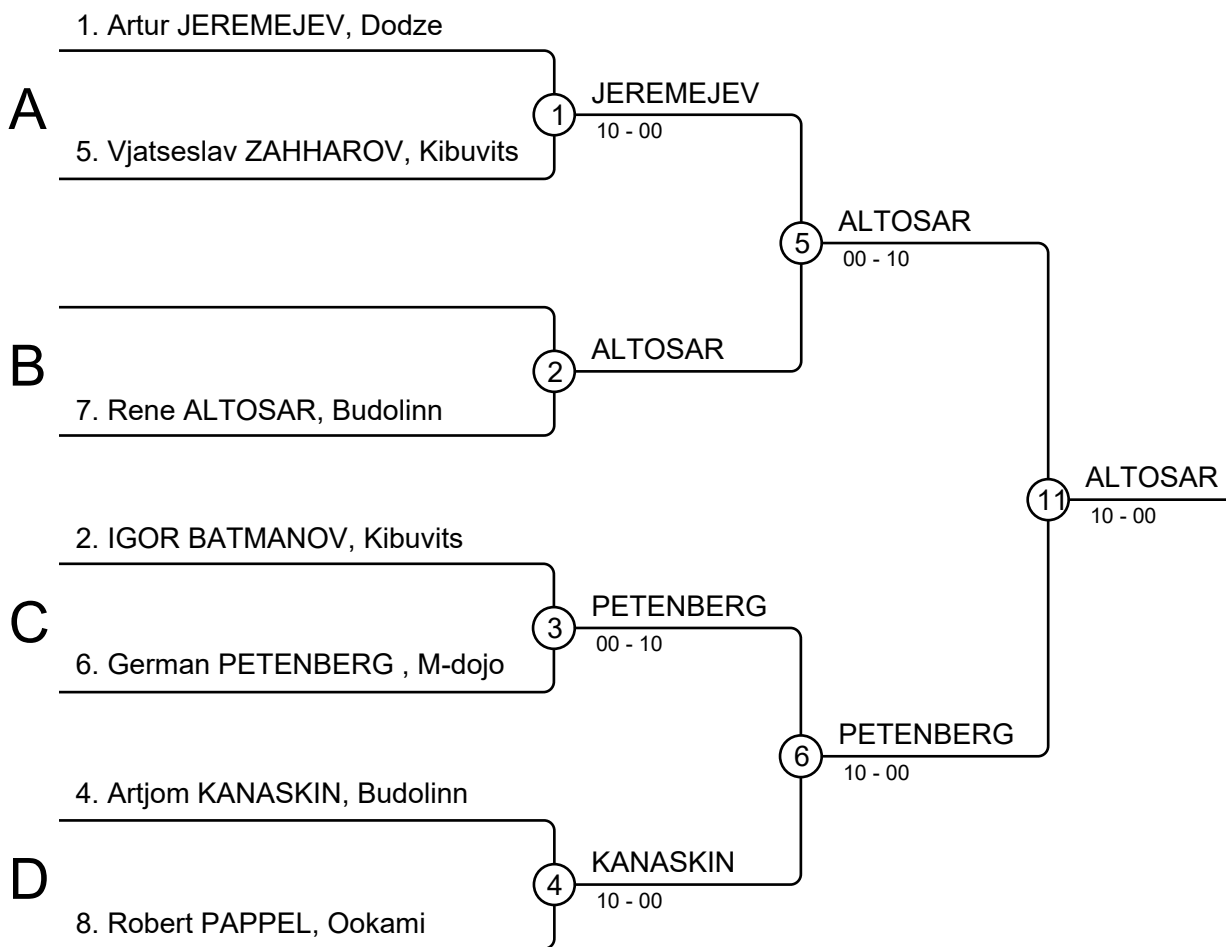 1. Artur JEREMEJEV, Dodze
A
1
JEREMEJEV
10 - 00
5. Vjatseslav ZAHHAROV, Kibuvits
5
ALTOSAR
00 - 10
B
2
ALTOSAR
7. Rene ALTOSAR, Budolinn
11
ALTOSAR
10 - 00
2. IGOR BATMANOV, Kibuvits
C
3
PETENBERG
00 - 10
6. German PETENBERG , M-dojo
6
PETENBERG
10 - 00
4. Artjom KANASKIN, Budolinn
D
4
KANASKIN
10 - 00
8. Robert PAPPEL, Ookami